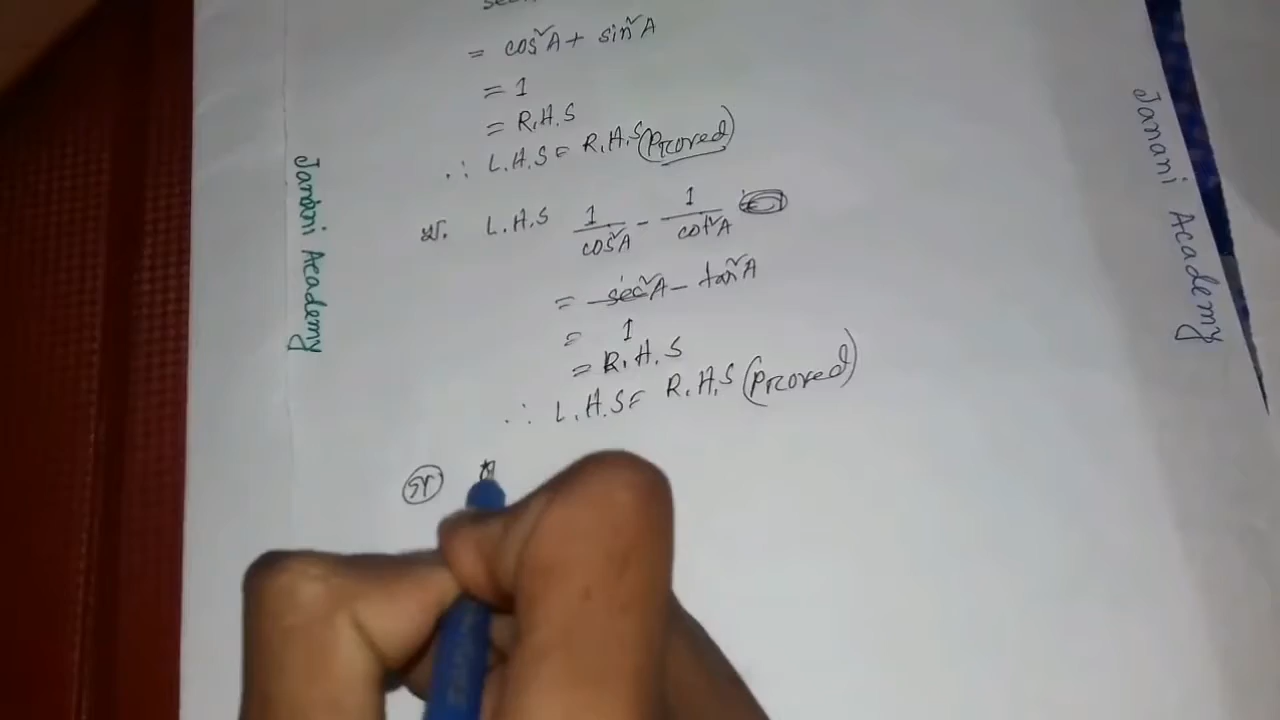 = cos²A + sin²A
= 1
= R.H.S
∴ L.H.S = R.H.S (Proved)
খ. L.H.S 1/cos²A - 1/cot²A
= sec²A - tan²A
= 1
= R.H.S
∴ L.H.S = R.H.S (Proved)
গ
Janani Academy
Janani Academy